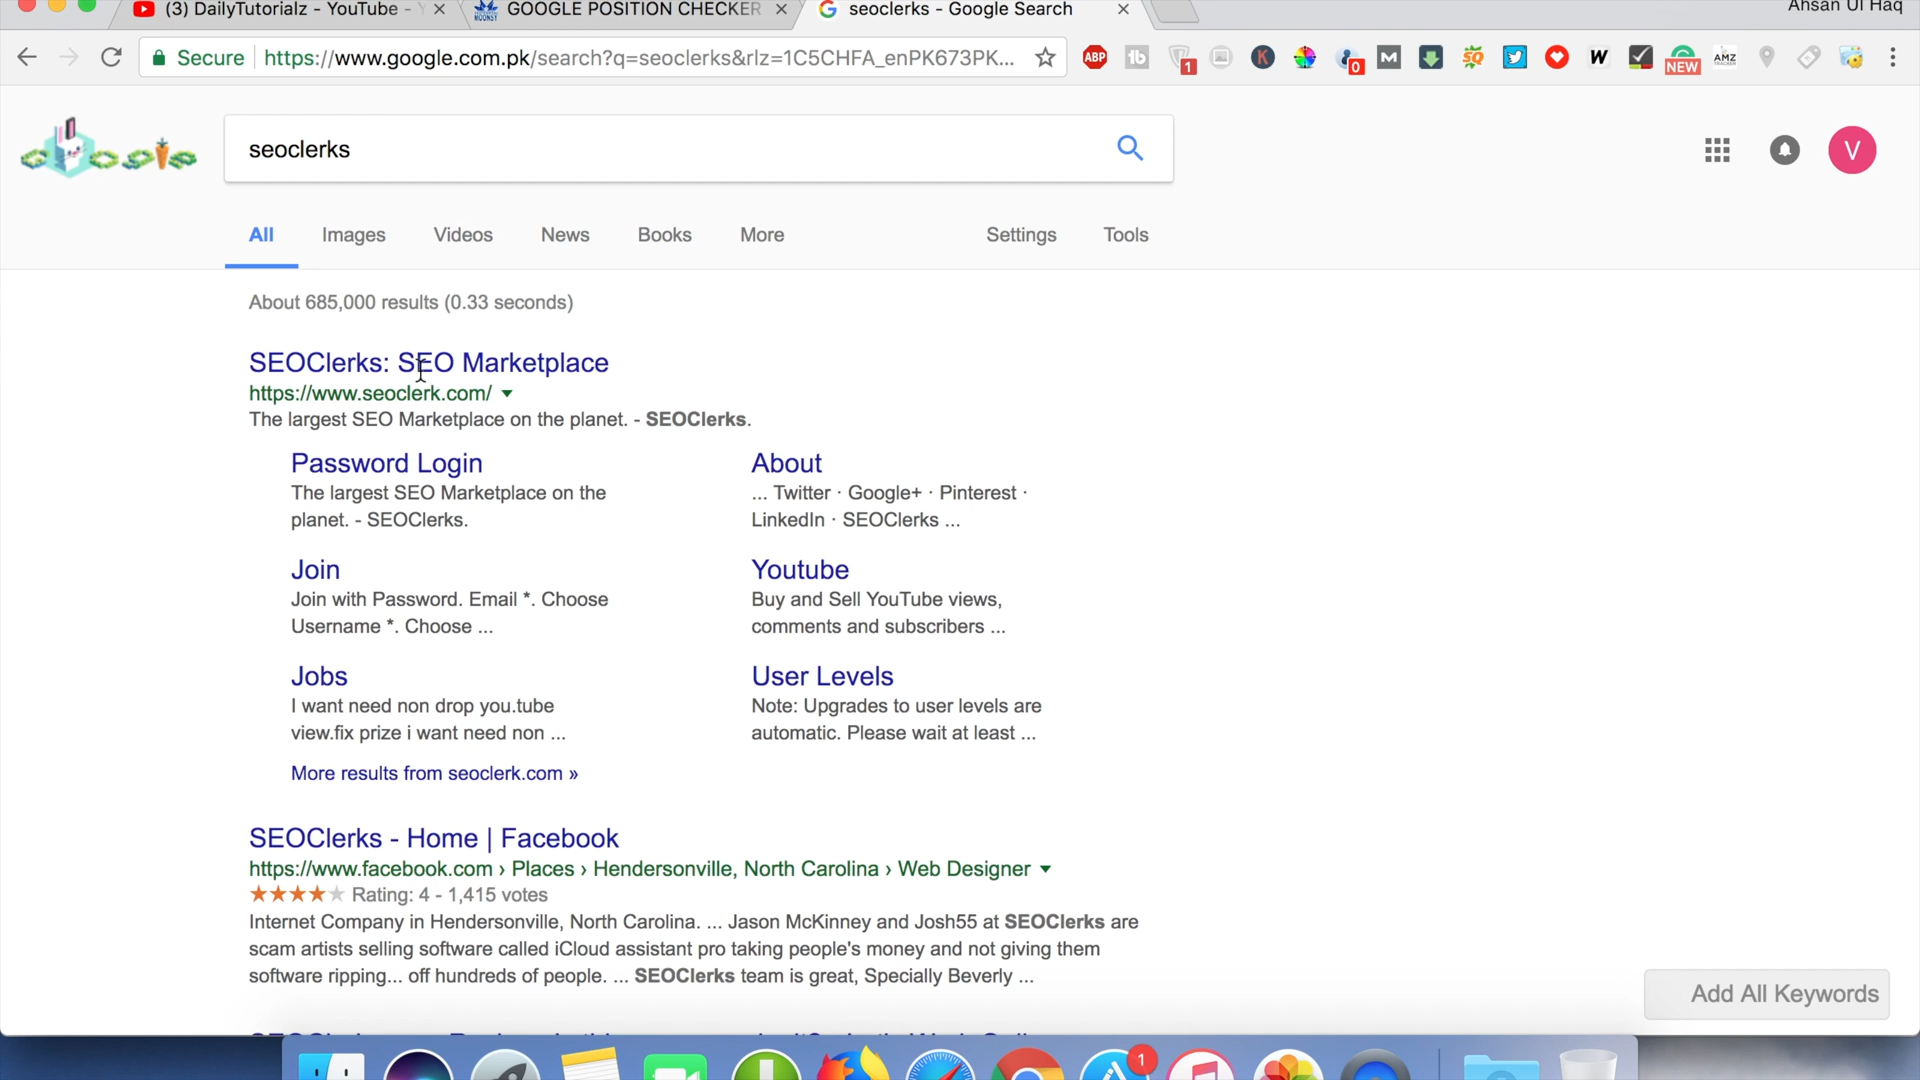 (3) DailyTutorialz - YouTube -
GOOGLE POSITION CHECKER
seoclerks - Google Search
Ahsan Ul Haq
Secure
https://www.google.com.pk/search?q=seoclerks&rlz=1C5CHFA_enPK673PK...
ABP
1
K
0
M
SQ
W
NEW
AMZ
seoclerks
V
All
Images
Videos
News
Books
More
Settings
Tools
About 685,000 results (0.33 seconds)
SEOClerks: SEO Marketplace
https://www.seoclerk.com/
The largest SEO Marketplace on the planet. - SEOClerks.
Password Login
The largest SEO Marketplace on the
planet. - SEOClerks.
About
... Twitter · Google+ · Pinterest ·
LinkedIn · SEOClerks ...
Join
Join with Password. Email *. Choose
Username *. Choose ...
Youtube
Buy and Sell YouTube views,
comments and subscribers ...
Jobs
I want need non drop you.tube
view.fix prize i want need non ...
User Levels
Note: Upgrades to user levels are
automatic. Please wait at least ...
More results from seoclerk.com »
SEOClerks - Home | Facebook
https://www.facebook.com › Places › Hendersonville, North Carolina › Web Designer
Rating: 4 - 1,415 votes
Internet Company in Hendersonville, North Carolina. ... Jason McKinney and Josh55 at SEOClerks are
scam artists selling software called iCloud assistant pro taking people's money and not giving them
software ripping... off hundreds of people. ... SEOClerks team is great, Specially Beverly ...
Add All Keywords
1